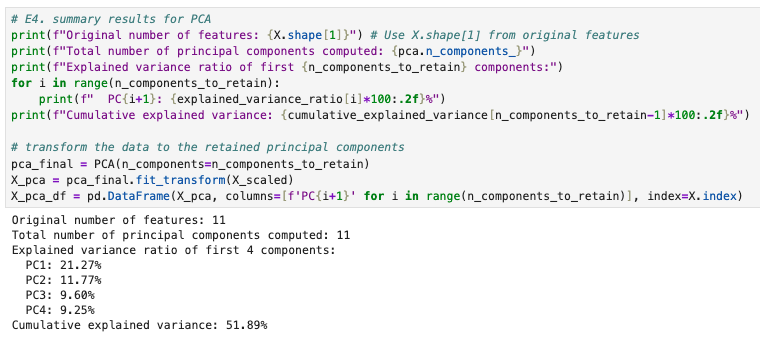 # E4. summary results for PCA
print(f"Original number of features: {X.shape[1]}") # Use X.shape[1] from original features
print(f"Total number of principal components computed: {pca.n_components_}")
print(f"Explained variance ratio of first {n_components_to_retain} components:")
for i in range(n_components_to_retain):
    print(f"  PC{i+1}: {explained_variance_ratio[i]*100:.2f}%")
print(f"Cumulative explained variance: {cumulative_explained_variance[n_components_to_retain-1]*100:.2f}%")

# transform the data to the retained principal components
pca_final = PCA(n_components=n_components_to_retain)
X_pca = pca_final.fit_transform(X_scaled)
X_pca_df = pd.DataFrame(X_pca, columns=[f'PC{i+1}' for i in range(n_components_to_retain)], index=X.index)
Original number of features: 11
Total number of principal components computed: 11
Explained variance ratio of first 4 components:
  PC1: 21.27%
  PC2: 11.77%
  PC3: 9.60%
  PC4: 9.25%
Cumulative explained variance: 51.89%